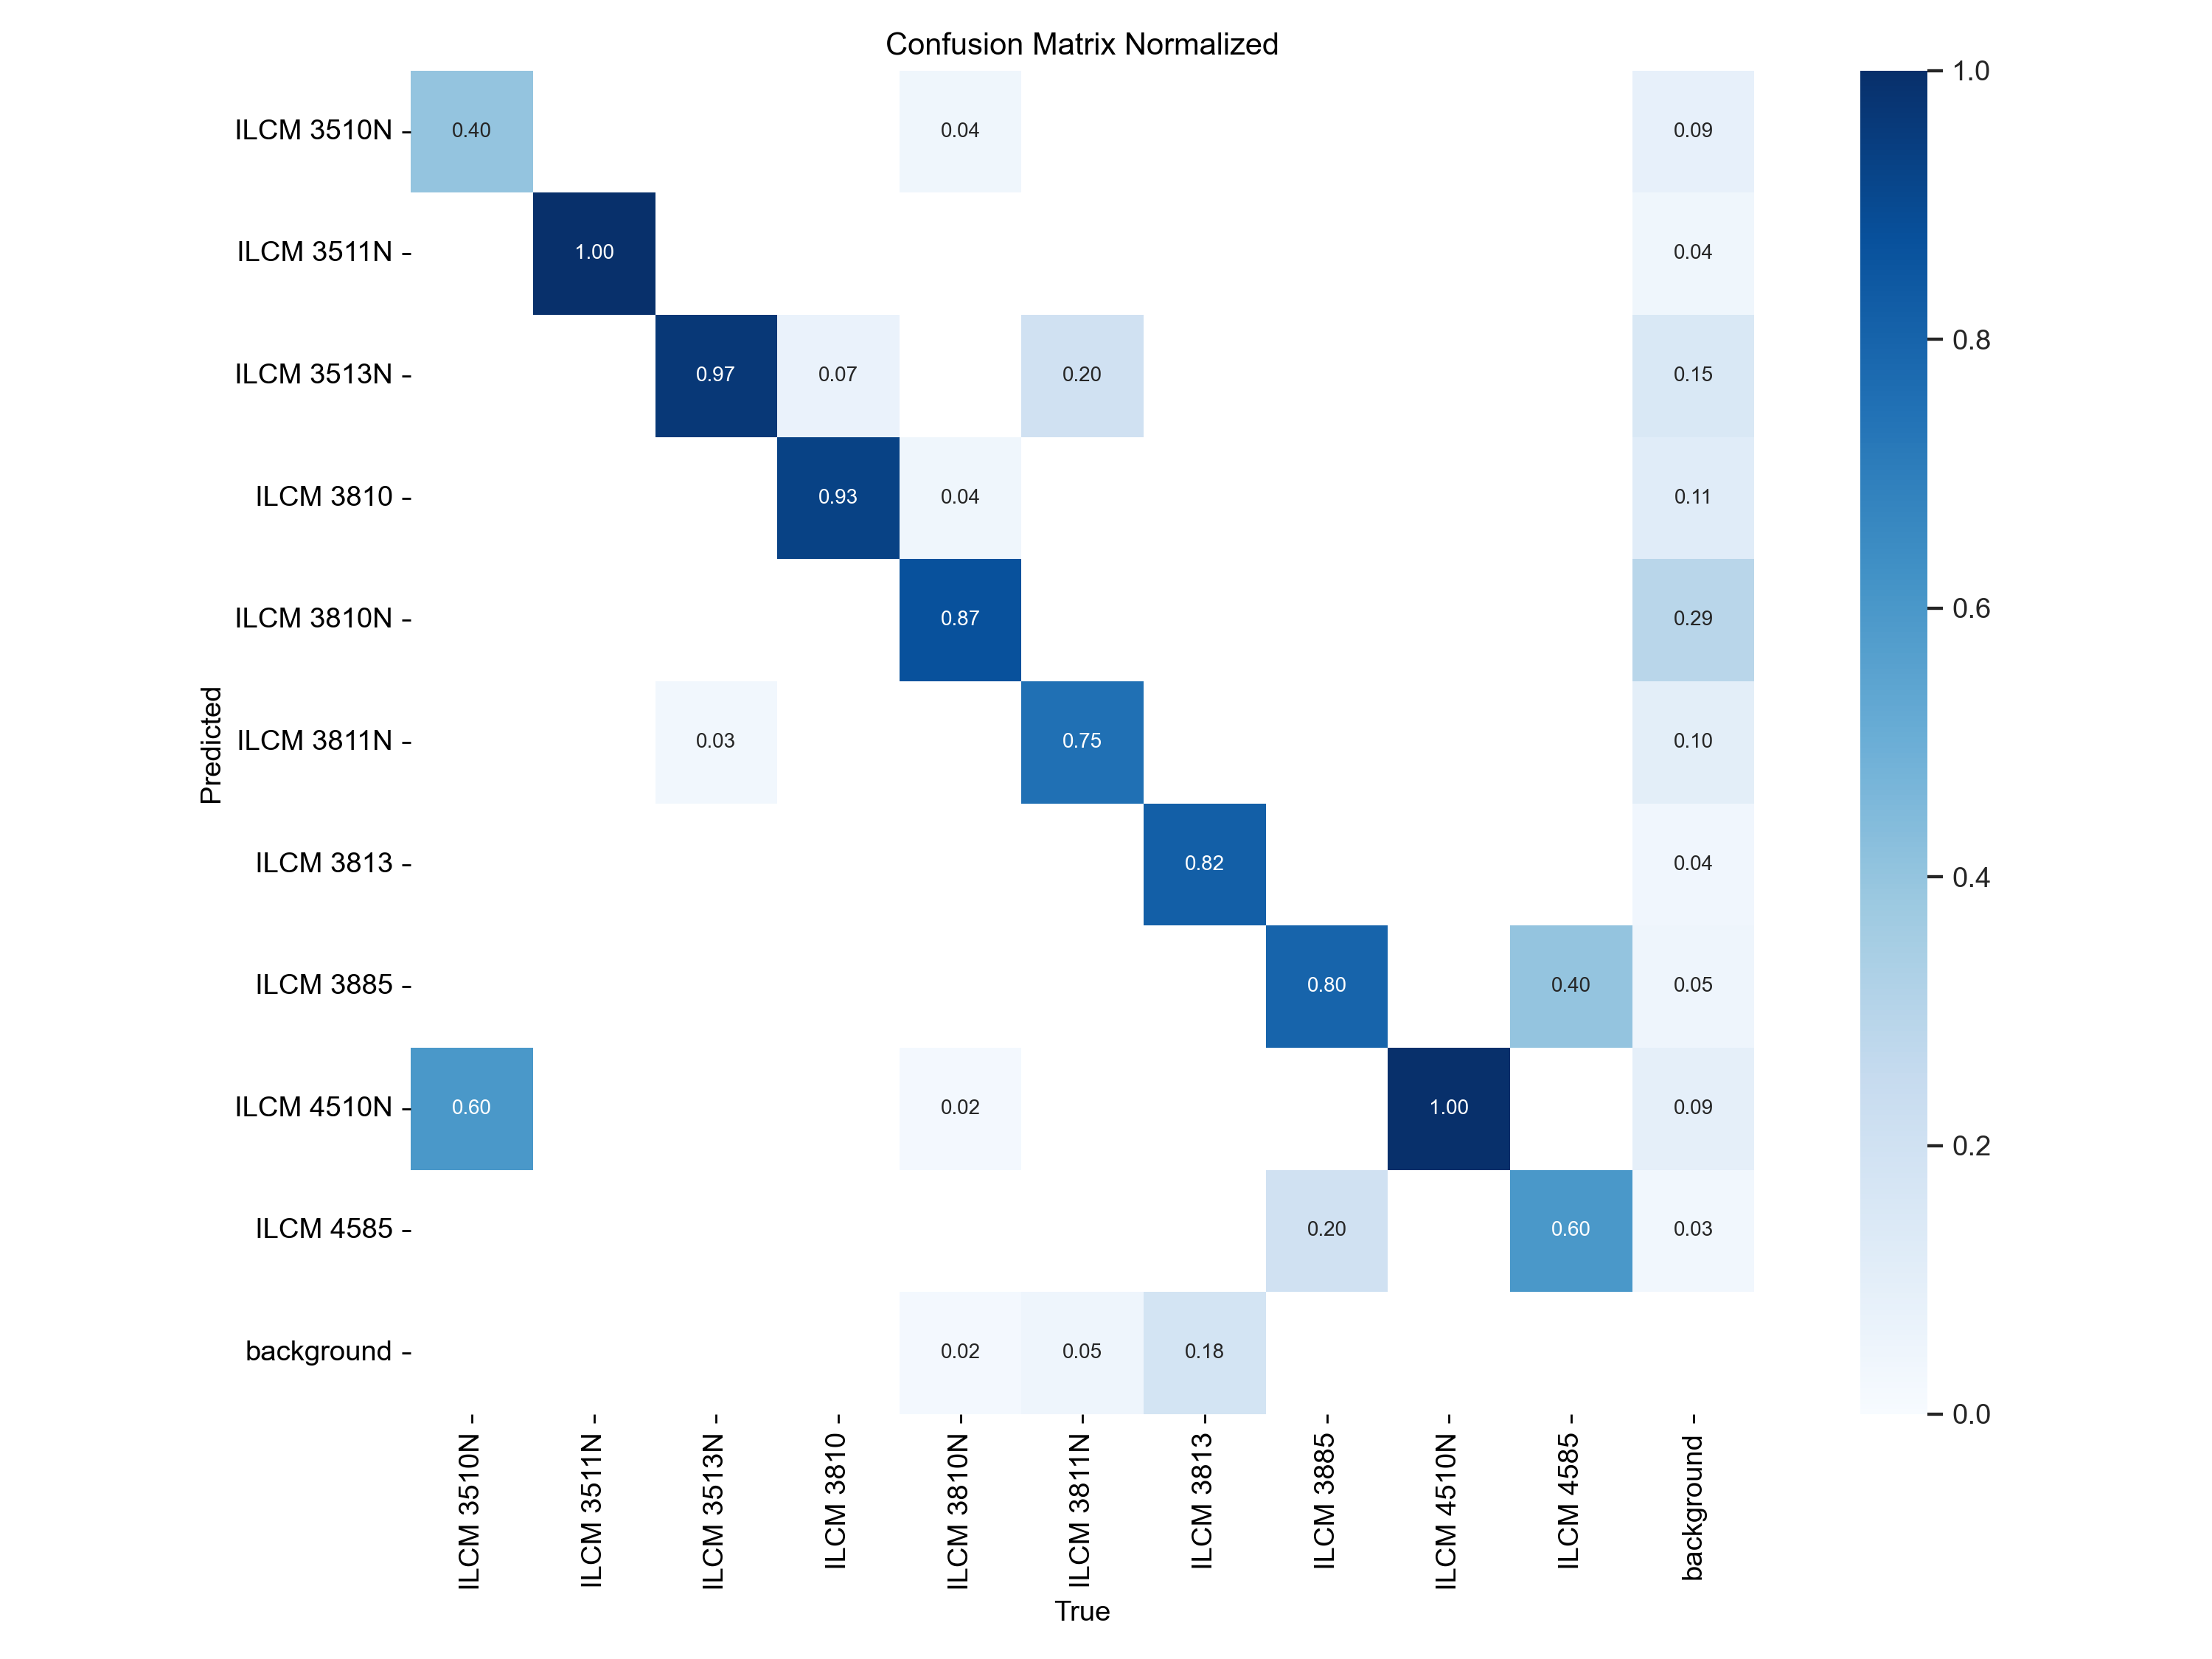 Confusion Matrix Normalized
ILCM 3510N
0.40
0.04
0.09
ILCM 3511N
1.00
0.04
ILCM 3513N
0.97
0.07
0.20
0.15
ILCM 3810
0.93
0.04
0.11
ILCM 3810N
0.87
0.29
ILCM 3811N
0.03
0.75
0.10
ILCM 3813
0.82
0.04
ILCM 3885
0.80
0.40
0.05
ILCM 4510N
0.60
0.02
1.00
0.09
ILCM 4585
0.20
0.60
0.03
background
0.02
0.05
0.18
Predicted
ILCM 3510N
ILCM 3511N
ILCM 3513N
ILCM 3810
ILCM 3810N
ILCM 3811N
ILCM 3813
ILCM 3885
ILCM 4510N
ILCM 4585
background
True
1.0
0.8
0.6
0.4
0.2
0.0